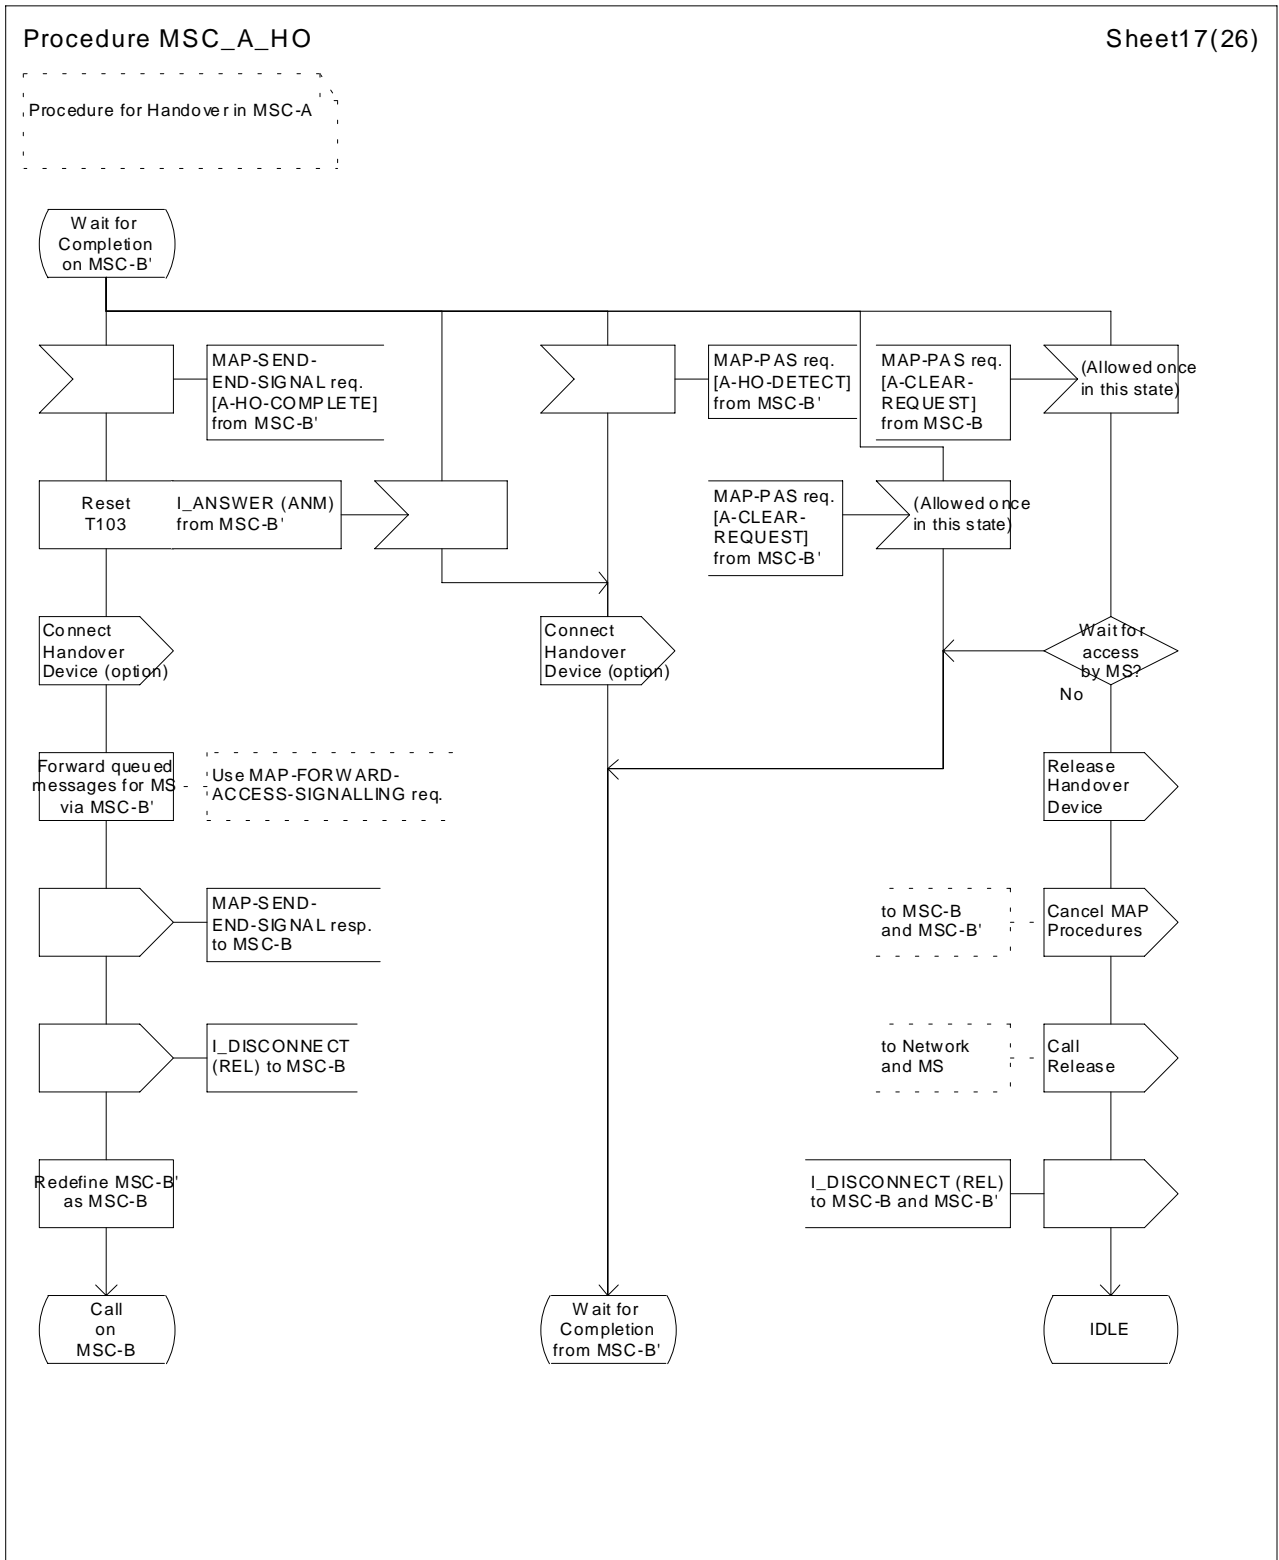 Procedure MSC_A_HO
Sheet17(26)
Procedure for Handover in MSC-A
Wait for
Completion
on MSC-B'
MAP-SEND-
END-SIGNAL req.
[A-HO-COMPLETE]
from MSC-B'
MAP-PAS req.
[A-HO-DETECT]
from MSC-B'
MAP-PAS req.
[A-CLEAR-
REQUEST]
from MSC-B
(Allowed once
in this state)
Reset
T103
I_ANSWER (ANM)
from MSC-B'
MAP-PAS req.
[A-CLEAR-
REQUEST]
from MSC-B'
(Allowed once
in this state)
Connect
Handover
Device (option)
Connect
Handover
Device (option)
Wait for
access
by MS?
No
Forward queued
messages for MS
via MSC-B'
Use MAP-FORWARD-
ACCESS-SIGNALLING req.
Release
Handover
Device
MAP-SEND-
END-SIGNAL resp.
to MSC-B
to MSC-B
and MSC-B'
Cancel MAP
Procedures
I_DISCONNECT
(REL) to MSC-B
to Network
and MS
Call
Release
Redefine MSC-B'
as MSC-B
I_DISCONNECT (REL)
to MSC-B and MSC-B'
Call
on
MSC-B
Wait for
Completion
from MSC-B'
IDLE